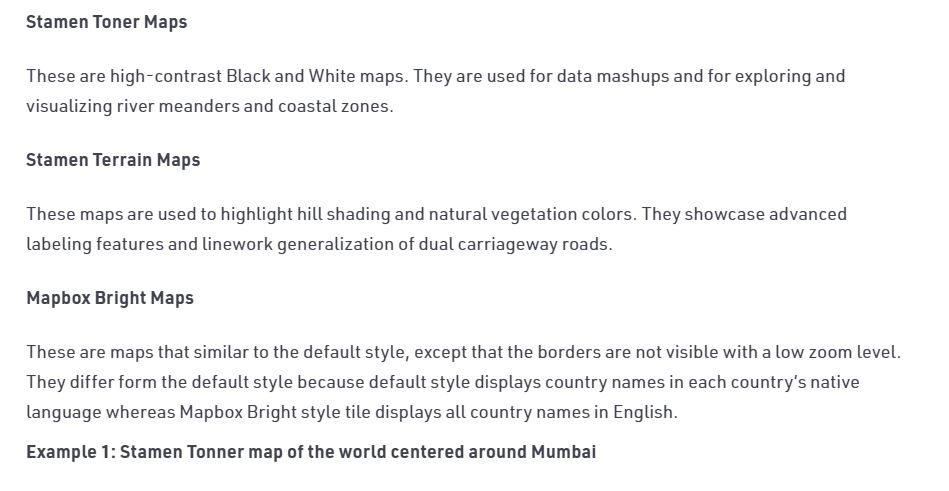 Stamen Toner Maps
These are high-contrast Black and White maps. They are used for data mashups and for exploring and
visualizing river meanders and coastal zones.
Stamen Terrain Maps
These maps are used to highlight hill shading and natural vegetation colors. They showcase advanced
labeling features and linework generalization of dual carriageway roads.
Mapbox Bright Maps
These are maps that similar to the default style, except that the borders are not visible with a low zoom level.
They differ form the default style because default style displays country names in each country’s native
language whereas Mapbox Bright style tile displays all country names in English.
Example 1: Stamen Tonner map of the world centered around Mumbai